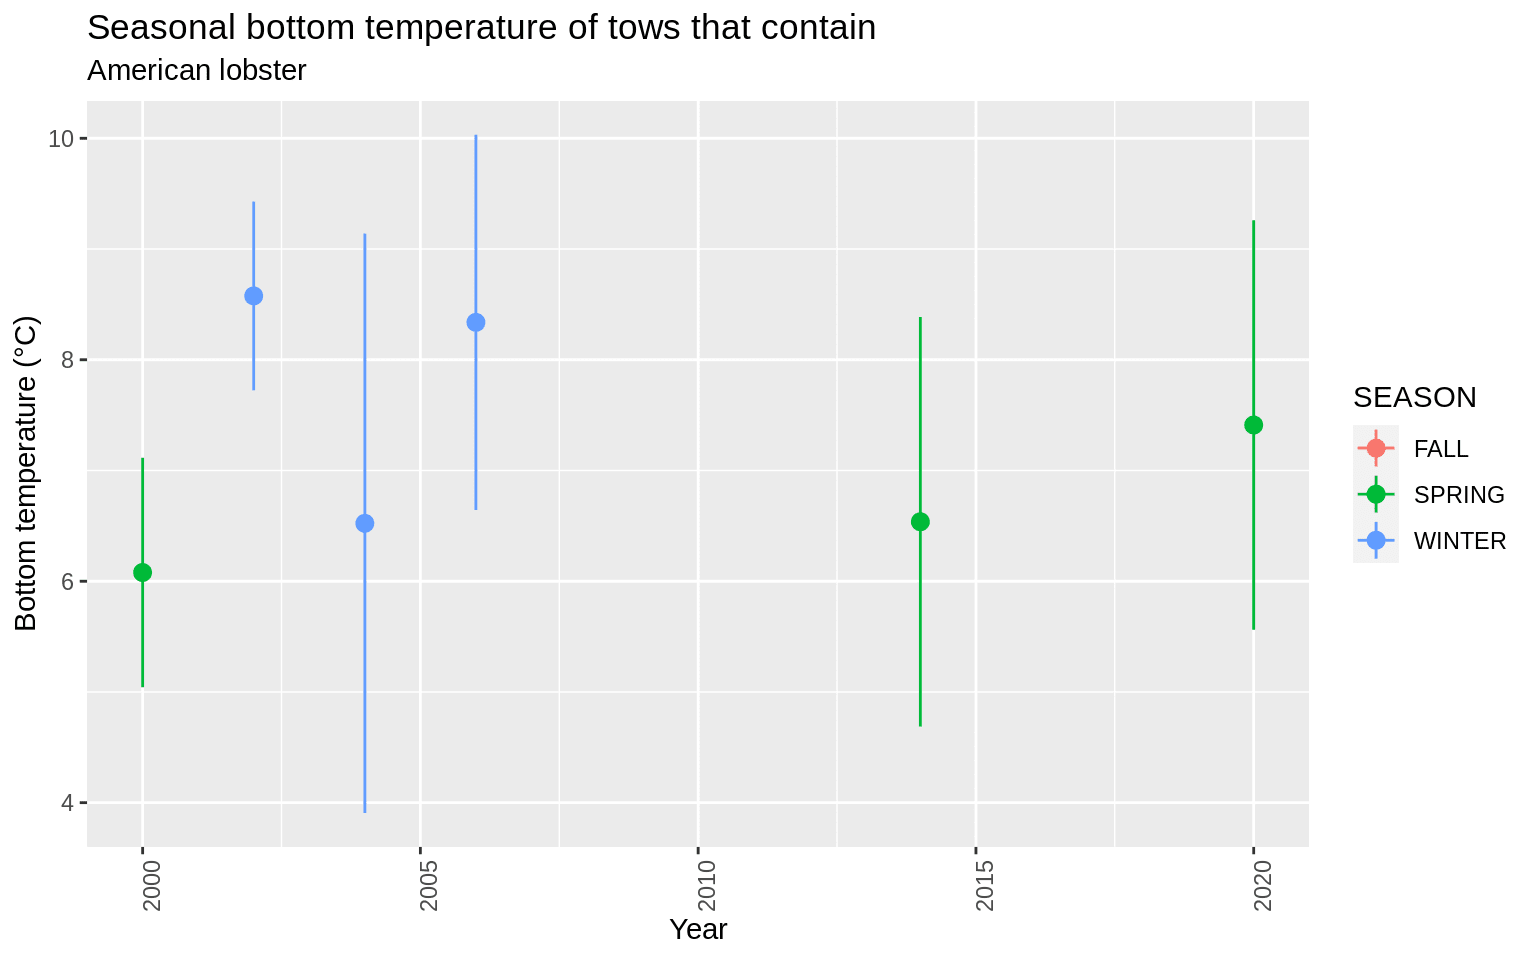 Seasonal bottom temperature of tows that contain
American lobster
Bottom temperature (°C)
10
8
6
4
2000
2005
2010
2015
2020
Year
SEASON
FALL
SPRING
WINTER